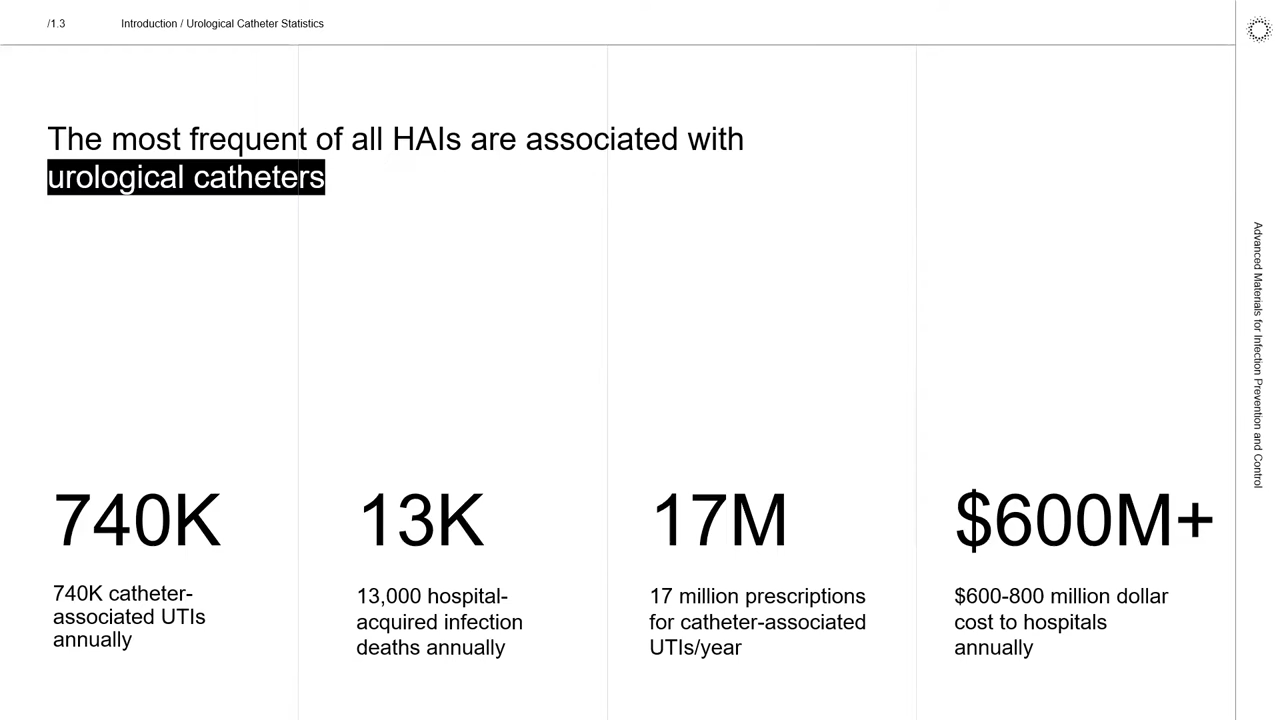 /1.3
Introduction / Urological Catheter Statistics
The most frequent of all HAIs are associated with
urological catheters
740K
740K catheter-
associated UTIs
annually
13K
13,000 hospital-
acquired infection
deaths annually
17M
17 million prescriptions
for catheter-associated
UTIs/year
$600M+
$600-800 million dollar
cost to hospitals
annually
Advanced Materials for Infection Prevention and Control